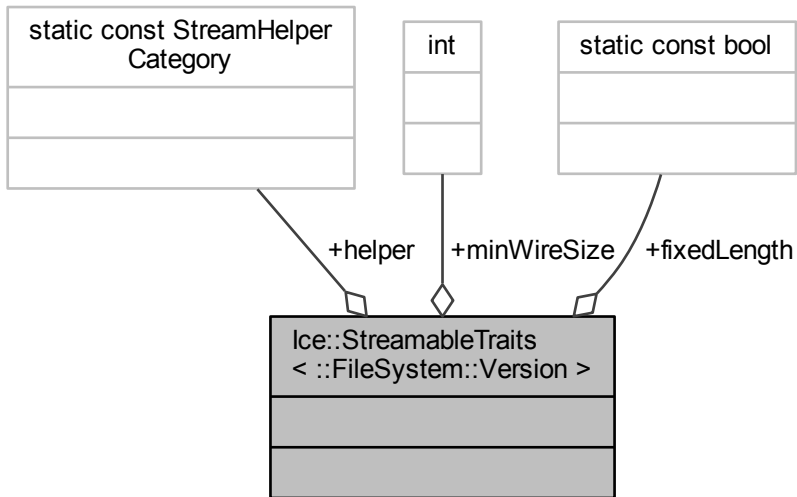 static const StreamHelper
Category
int
static const bool
+helper
+minWireSize
+fixedLength
Ice::StreamableTraits
< ::FileSystem::Version >